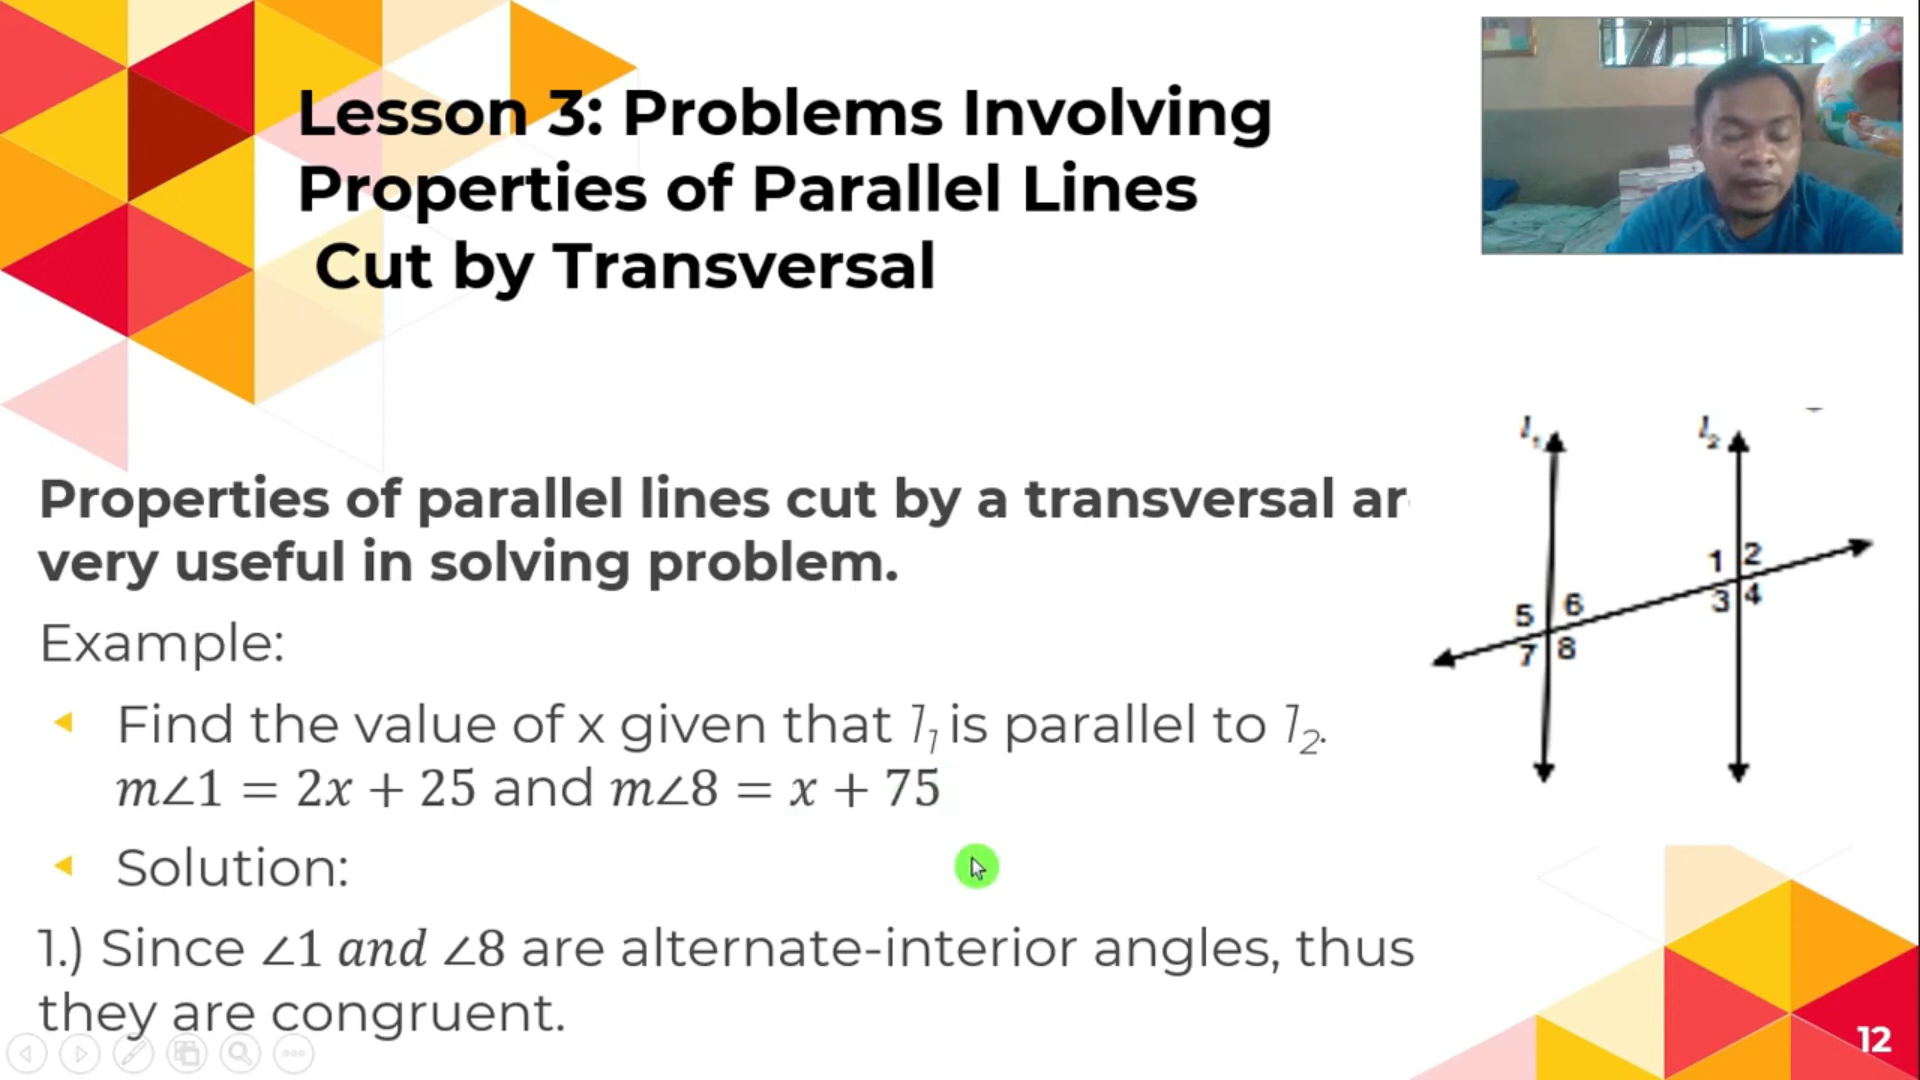 Lesson 3: Problems Involving
Properties of Parallel Lines
Cut by Transversal
Properties of parallel lines cut by a transversal ar
very useful in solving problem.
Example:
Find the value of x given that l₁ is parallel to l₂.
m∠1 = 2x + 25 and m∠8 = x + 75
Solution:
1.) Since ∠1 and ∠8 are alternate-interior angles, thus
they are congruent.
l₁ l₂
1 2
3 4
5 6
7 8
12